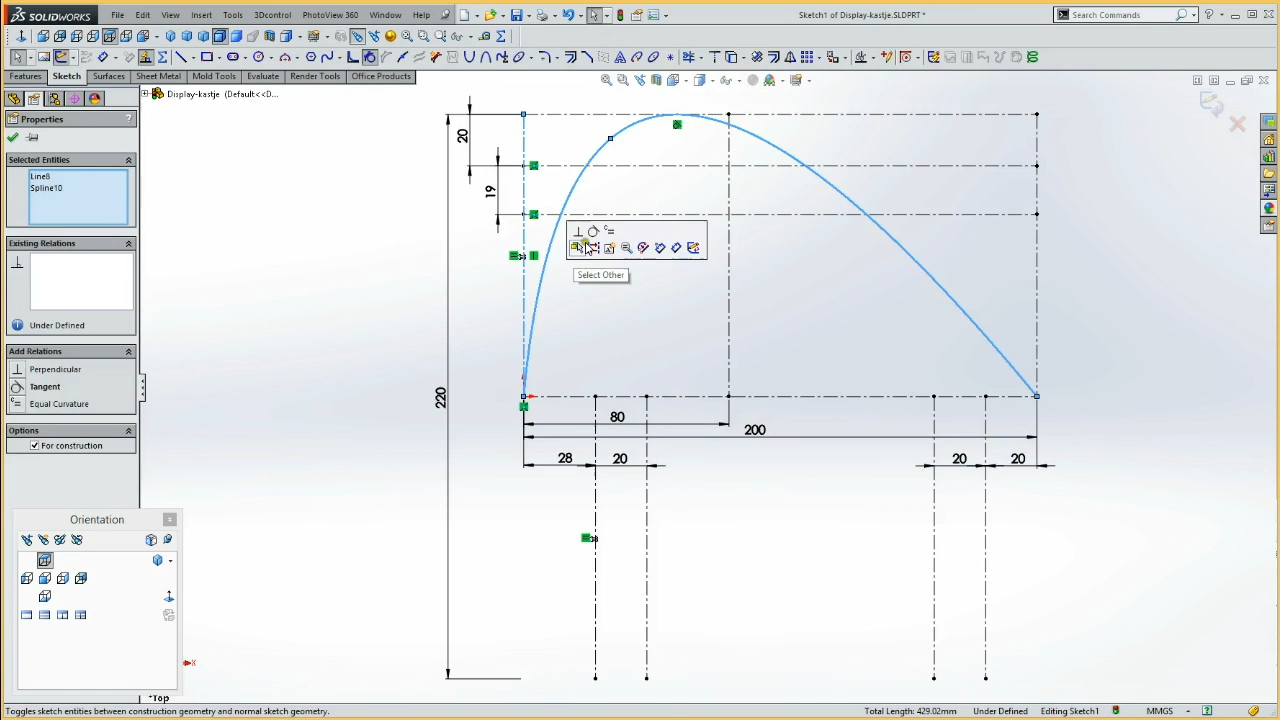 SOLIDWORKS File Edit View Insert Tools 3Dcontrol PhotoView 360 Window Help Sketch1 of Display-kastje.SLDPRT * Search Commands
Features Sketch Surfaces Sheet Metal Mold Tools Evaluate Render Tools Office Products
Display-kastje (Default<<D...
Properties ?
Selected Entities
Line8
Spline10
Existing Relations
Under Defined
Add Relations
Perpendicular
Tangent
Equal Curvature
Options
For construction
Orientation
20
19
Select Other
220
80
200
28 20 20 20
X
*Top
Toggles sketch entities between construction geometry and normal sketch geometry. Total Length: 429.02mm Under Defined Editing Sketch1 MMGS